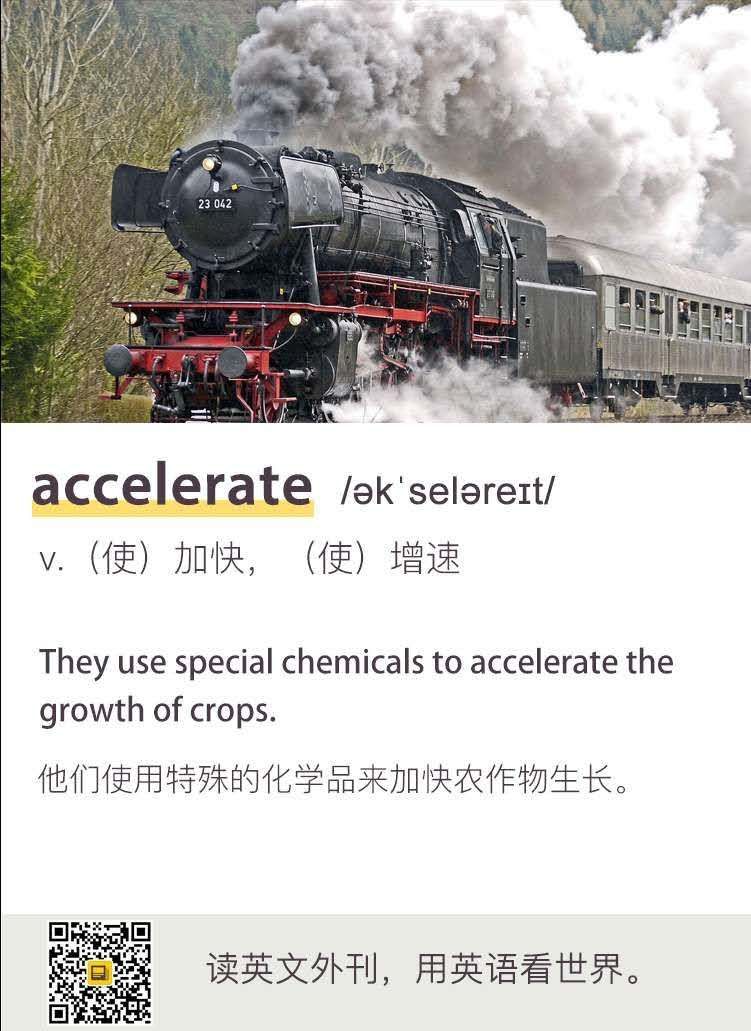 23 042
accelerate /əkˈseləreɪt/
v.（使）加快，（使）增速
They use special chemicals to accelerate the
growth of crops.
他们使用特殊的化学品来加快农作物生长。
读英文外刊，用英语看世界。